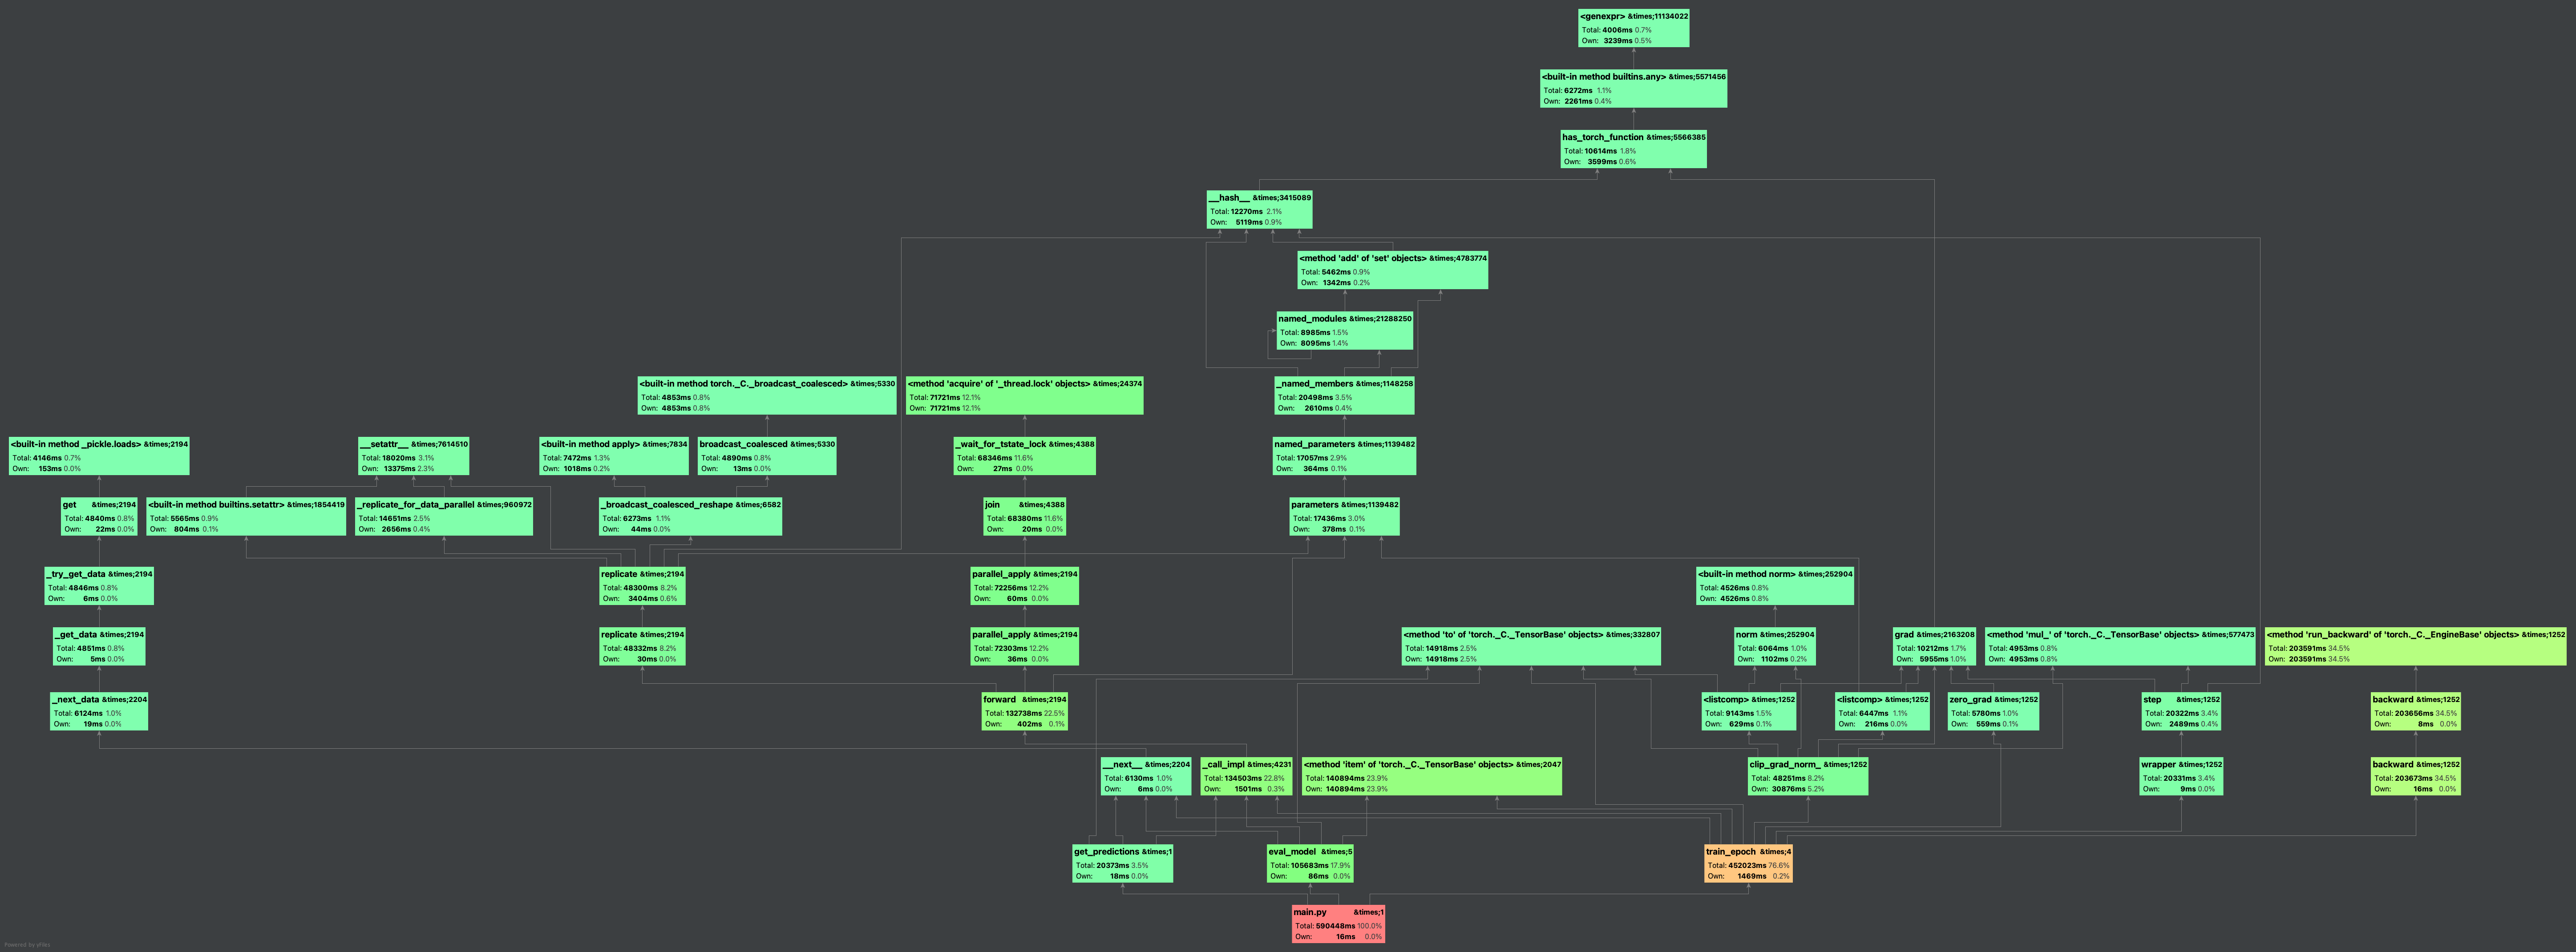 <genexpr> &times;11134022
Total: 4006ms 0.7%
Own: 3239ms 0.5%
<built-in method builtins.any> &times;5571456
Total: 6272ms 1.1%
Own: 2261ms 0.4%
has_torch_function &times;5566385
Total: 10614ms 1.8%
Own: 3599ms 0.6%
__hash__ &times;3415089
Total: 12270ms 2.1%
Own: 5119ms 0.9%
<method 'add' of 'set' objects> &times;4783774
Total: 5462ms 0.9%
Own: 1342ms 0.2%
named_modules &times;21288250
Total: 8985ms 1.5%
Own: 8095ms 1.4%
<built-in method torch._C._broadcast_coalesced> &times;5330
Total: 4853ms 0.8%
Own: 4853ms 0.8%
<method 'acquire' of '_thread.lock' objects> &times;24374
Total: 71721ms 12.1%
Own: 71721ms 12.1%
_named_members &times;1148258
Total: 20498ms 3.5%
Own: 2610ms 0.4%
<built-in method _pickle.loads> &times;2194
Total: 4146ms 0.7%
Own: 153ms 0.0%
__setattr__ &times;7614510
Total: 18020ms 3.1%
Own: 13375ms 2.3%
<built-in method apply> &times;7834
Total: 7472ms 1.3%
Own: 1018ms 0.2%
broadcast_coalesced &times;5330
Total: 4890ms 0.8%
Own: 13ms 0.0%
_wait_for_tstate_lock &times;4388
Total: 68346ms 11.6%
Own: 27ms 0.0%
named_parameters &times;1139482
Total: 17057ms 2.9%
Own: 364ms 0.1%
get &times;2194
Total: 4840ms 0.8%
Own: 22ms 0.0%
<built-in method builtins.setattr> &times;1854419
Total: 5565ms 0.9%
Own: 804ms 0.1%
_replicate_for_data_parallel &times;960972
Total: 14651ms 2.5%
Own: 2656ms 0.4%
_broadcast_coalesced_reshape &times;6582
Total: 6273ms 1.1%
Own: 44ms 0.0%
join &times;4388
Total: 68380ms 11.6%
Own: 20ms 0.0%
parameters &times;1139482
Total: 17436ms 3.0%
Own: 378ms 0.1%
_try_get_data &times;2194
Total: 4846ms 0.8%
Own: 6ms 0.0%
replicate &times;2194
Total: 48300ms 8.2%
Own: 3404ms 0.6%
parallel_apply &times;2194
Total: 72256ms 12.2%
Own: 60ms 0.0%
<built-in method norm> &times;252904
Total: 4526ms 0.8%
Own: 4526ms 0.8%
_get_data &times;2194
Total: 4851ms 0.8%
Own: 5ms 0.0%
replicate &times;2194
Total: 48332ms 8.2%
Own: 30ms 0.0%
parallel_apply &times;2194
Total: 72303ms 12.2%
Own: 36ms 0.0%
<method 'to' of 'torch._C._TensorBase' objects> &times;332807
Total: 14918ms 2.5%
Own: 14918ms 2.5%
norm &times;252904
Total: 6064ms 1.0%
Own: 1102ms 0.2%
grad &times;2163208
Total: 10212ms 1.7%
Own: 5955ms 1.0%
<method 'mul_' of 'torch._C._TensorBase' objects> &times;577473
Total: 4953ms 0.8%
Own: 4953ms 0.8%
<method 'run_backward' of 'torch._C._EngineBase' objects> &times;1252
Total: 203591ms 34.5%
Own: 203591ms 34.5%
_next_data &times;2204
Total: 6124ms 1.0%
Own: 19ms 0.0%
forward &times;2194
Total: 132738ms 22.5%
Own: 402ms 0.1%
<listcomp> &times;1252
Total: 9143ms 1.5%
Own: 629ms 0.1%
<listcomp> &times;1252
Total: 6447ms 1.1%
Own: 216ms 0.0%
zero_grad &times;1252
Total: 5780ms 1.0%
Own: 559ms 0.1%
step &times;1252
Total: 20322ms 3.4%
Own: 2489ms 0.4%
backward &times;1252
Total: 203656ms 34.5%
Own: 8ms 0.0%
__next__ &times;2204
Total: 6130ms 1.0%
Own: 6ms 0.0%
_call_impl &times;4231
Total: 134503ms 22.8%
Own: 1501ms 0.3%
<method 'item' of 'torch._C._TensorBase' objects> &times;2047
Total: 140894ms 23.9%
Own: 140894ms 23.9%
clip_grad_norm_ &times;1252
Total: 48251ms 8.2%
Own: 30876ms 5.2%
wrapper &times;1252
Total: 20331ms 3.4%
Own: 9ms 0.0%
backward &times;1252
Total: 203673ms 34.5%
Own: 16ms 0.0%
get_predictions &times;1
Total: 20373ms 3.5%
Own: 18ms 0.0%
eval_model &times;5
Total: 105683ms 17.9%
Own: 86ms 0.0%
train_epoch &times;4
Total: 452023ms 76.6%
Own: 1469ms 0.2%
main.py &times;1
Total: 590448ms 100.0%
Own: 16ms 0.0%
Powered by yFiles